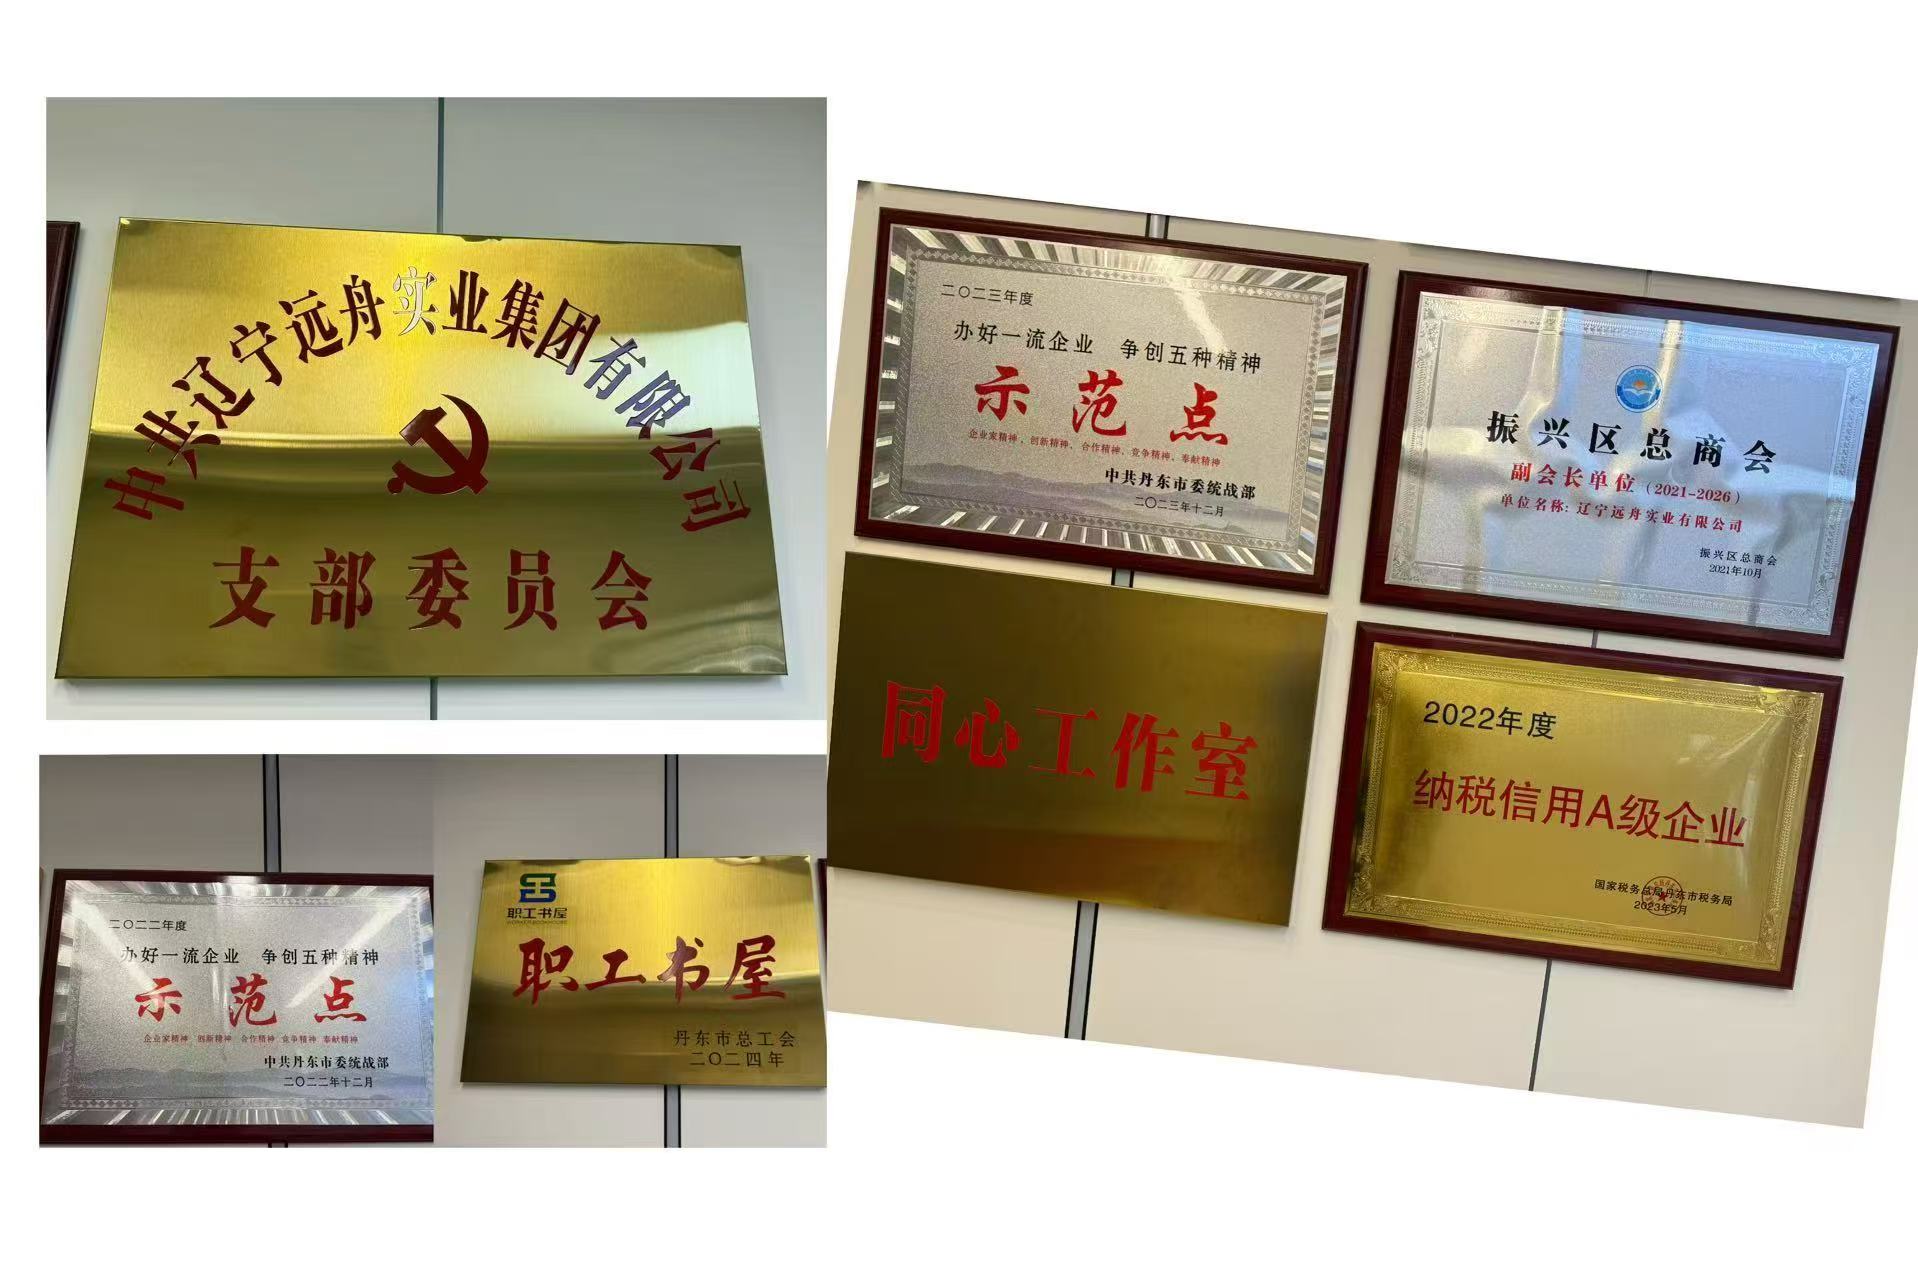 中共辽宁远舟实业集团有限公司
支部委员会
二〇二三年度
办好一流企业 争创五种精神
示范点
企业家精神、创新精神、合作精神、竞争精神、奉献精神
中共丹东市委统战部
二〇二三年十二月
振兴区总商会
副会长单位(2021-2026)
单位名称:辽宁远舟实业有限公司
振兴区总商会
2021年10月
同心工作室
2022年度
纳税信用A级企业
国家税务总局丹东市税务局
2023年5月
二〇二二年度
办好一流企业 争创五种精神
示范点
企业家精神 创新精神 合作精神 竞争精神 奉献精神
中共丹东市委统战部
二〇二二年十二月
职工书屋
职工书屋
丹东市总工会
二〇二四年